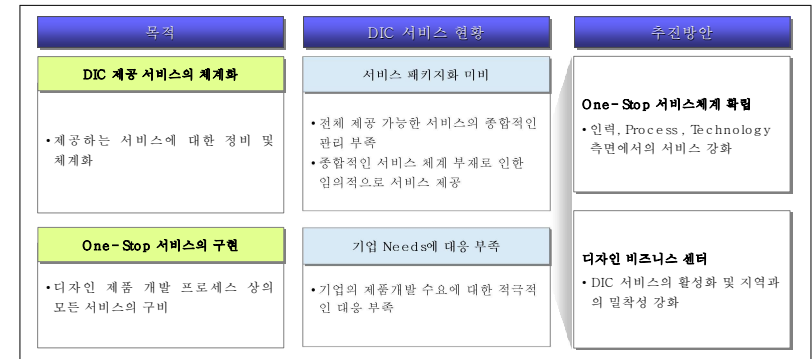 목적
DIC 제공 서비스의 체계화
•제공하는 서비스에 대한 정비 및
체계화
One-Stop 서비스의 구현
•디자인 제품 개발 프로세스 상의
모든 서비스의 구비
DIC 서비스 현황
서비스 패키지화 미비
•전체 제공 가능한 서비스의 종합적인
관리 부족
•종합적인 서비스 체계 부재로 인한
임의적으로 서비스 제공
기업 Needs에 대응 부족
•기업의 제품개발 수요에 대한 적극적
인 대응 부족
추진방안
One-Stop 서비스체계 확립
•인력, Process, Technology
측면에서의 서비스 강화
디자인 비즈니스 센터
•DIC 서비스의 활성화 및 지역과
의 밀착성 강화